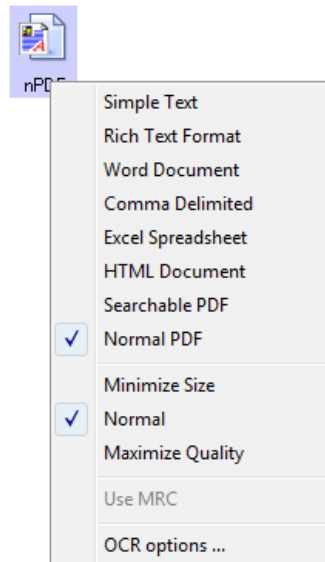 Simple Text
Rich Text Format
Word Document
Comma Delimited
Excel Spreadsheet
HTML Document
Searchable PDF
Normal PDF
Minimize Size
Normal
Maximize Quality
Use MRC
OCR options ...